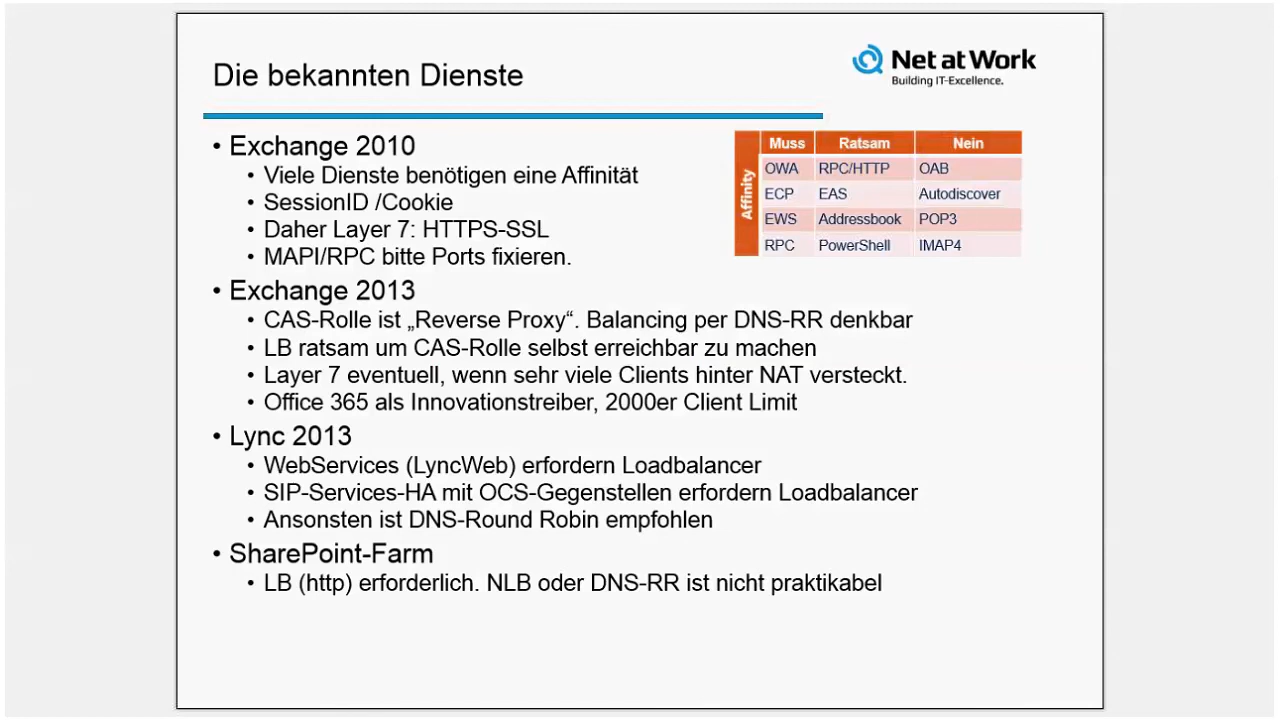 Die bekannten Dienste
Net at Work
Building IT-Excellence.
• Exchange 2010
• Viele Dienste benötigen eine Affinität
• SessionID /Cookie
• Daher Layer 7: HTTPS-SSL
• MAPI/RPC bitte Ports fixieren.
Affinity
Muss Ratsam Nein
OWA RPC/HTTP OAB
ECP EAS Autodiscover
EWS Addressbook POP3
RPC PowerShell IMAP4
• Exchange 2013
• CAS-Rolle ist „Reverse Proxy“. Balancing per DNS-RR denkbar
• LB ratsam um CAS-Rolle selbst erreichbar zu machen
• Layer 7 eventuell, wenn sehr viele Clients hinter NAT versteckt.
• Office 365 als Innovationstreiber, 2000er Client Limit
• Lync 2013
• WebServices (LyncWeb) erfordern Loadbalancer
• SIP-Services-HA mit OCS-Gegenstellen erfordern Loadbalancer
• Ansonsten ist DNS-Round Robin empfohlen
• SharePoint-Farm
• LB (http) erforderlich. NLB oder DNS-RR ist nicht praktikabel